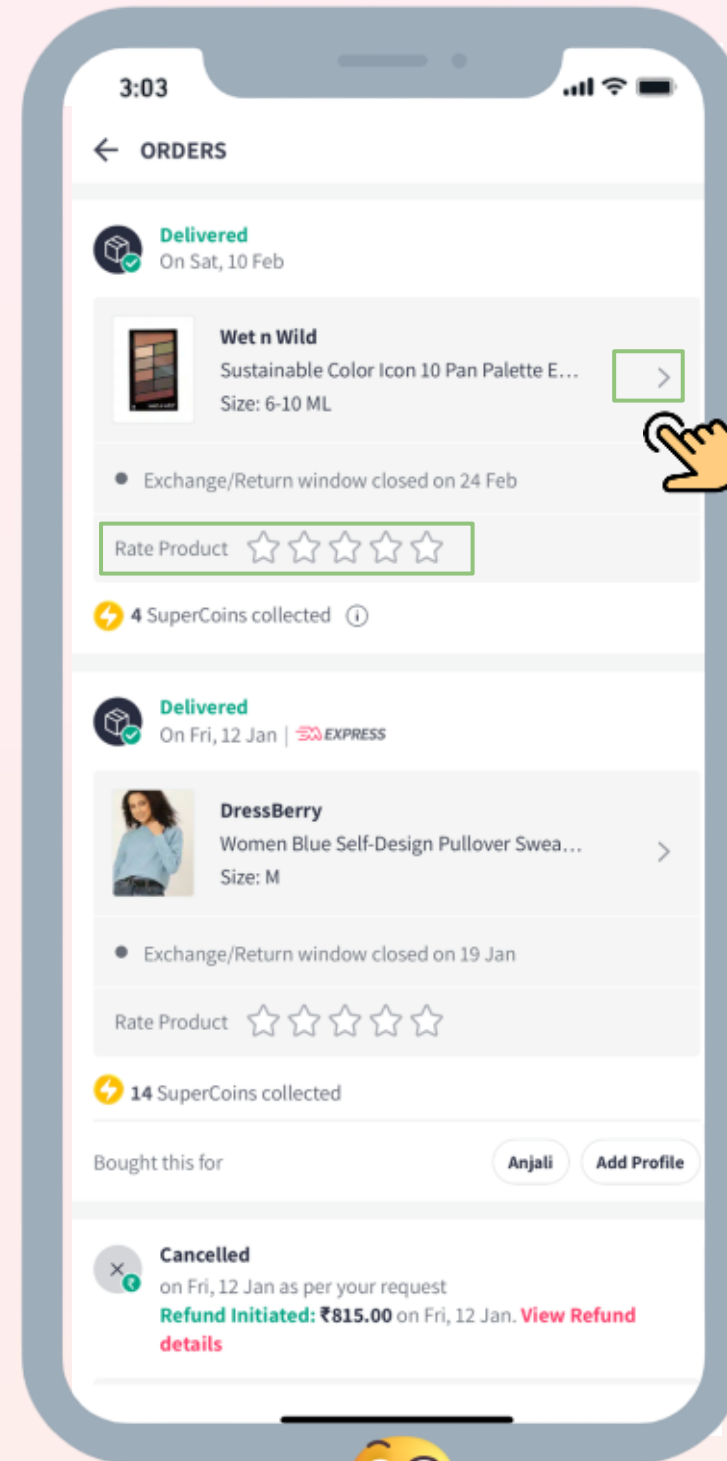 3:03
ORDERS
Delivered
On Sat, 10 Feb
Wet n Wild
Sustainable Color Icon 10 Pan Palette E...
Size: 6-10 ML
Exchange/Return window closed on 24 Feb
Rate Product
4 SuperCoins collected
Delivered
On Fri, 12 Jan | EXPRESS
DressBerry
Women Blue Self-Design Pullover Swea...
Size: M
Exchange/Return window closed on 19 Jan
Rate Product
14 SuperCoins collected
Bought this for Anjali Add Profile
Cancelled
on Fri, 12 Jan as per your request
Refund Initiated: ₹815.00 on Fri, 12 Jan. View Refund
details